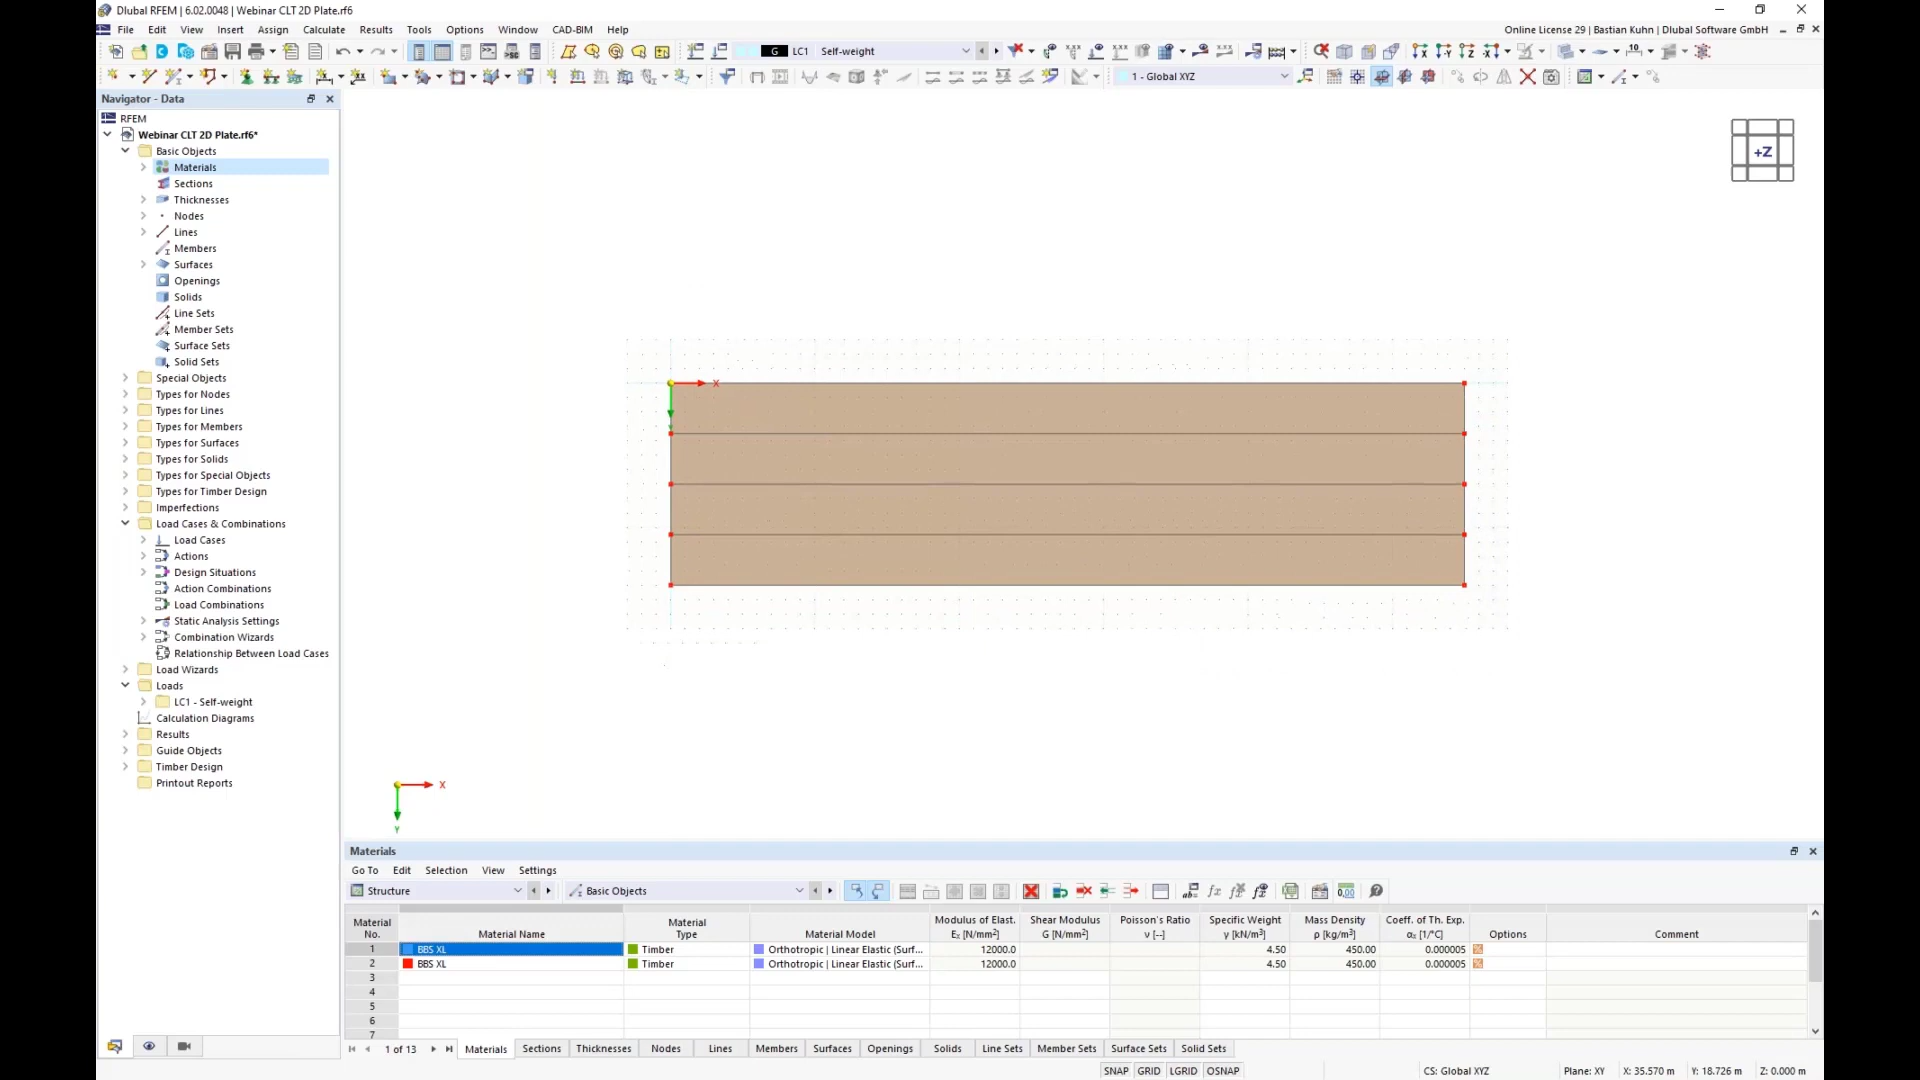 Dlubal RFEM | 6.02.0048 | Webinar CLT 2D Plate.rf6*
File Edit View Insert Assign Calculate Results Tools Options Window CAD-BIM Help
Online License 29 | Bastian Kuhn | Dlubal Software GmbH
G LC1 Self-weight
1 - Global XYZ
Navigator - Data
RFEM
Webinar CLT 2D Plate.rf6*
Basic Objects
Materials
Sections
Thicknesses
Nodes
Lines
Members
Surfaces
Openings
Solids
Line Sets
Member Sets
Surface Sets
Solid Sets
Special Objects
Types for Nodes
Types for Lines
Types for Members
Types for Surfaces
Types for Solids
Types for Special Objects
Types for Timber Design
Imperfections
Load Cases & Combinations
Load Cases
Actions
Design Situations
Action Combinations
Load Combinations
Static Analysis Settings
Combination Wizards
Relationship Between Load Cases
Load Wizards
Loads
LC1 - Self-weight
Calculation Diagrams
Results
Guide Objects
Timber Design
Printout Reports
+Z
X
X
Y
Materials
Go To Edit Selection View Settings
Structure Basic Objects
Material No. Material Name Material Type Material Model Modulus of Elast. Eₓ [N/mm²] Shear Modulus G [N/mm²] Poisson's Ratio ν [--] Specific Weight γ [kN/m³] Mass Density ρ [kg/m³] Coeff. of Th. Exp. αₓ [1/°C] Options Comment
1 BBS XL Timber Orthotropic | Linear Elastic (Surf... 12000.0 4.50 450.00 0.000005
2 BBS XL Timber Orthotropic | Linear Elastic (Surf... 12000.0 4.50 450.00 0.000005
3
4
5
6
7
1 of 13 Materials Sections Thicknesses Nodes Lines Members Surfaces Openings Solids Line Sets Member Sets Surface Sets Solid Sets
SNAP GRID LGRID OSNAP CS: Global XYZ Plane: XY X: 35.570 m Y: 18.726 m Z: 0.000 m